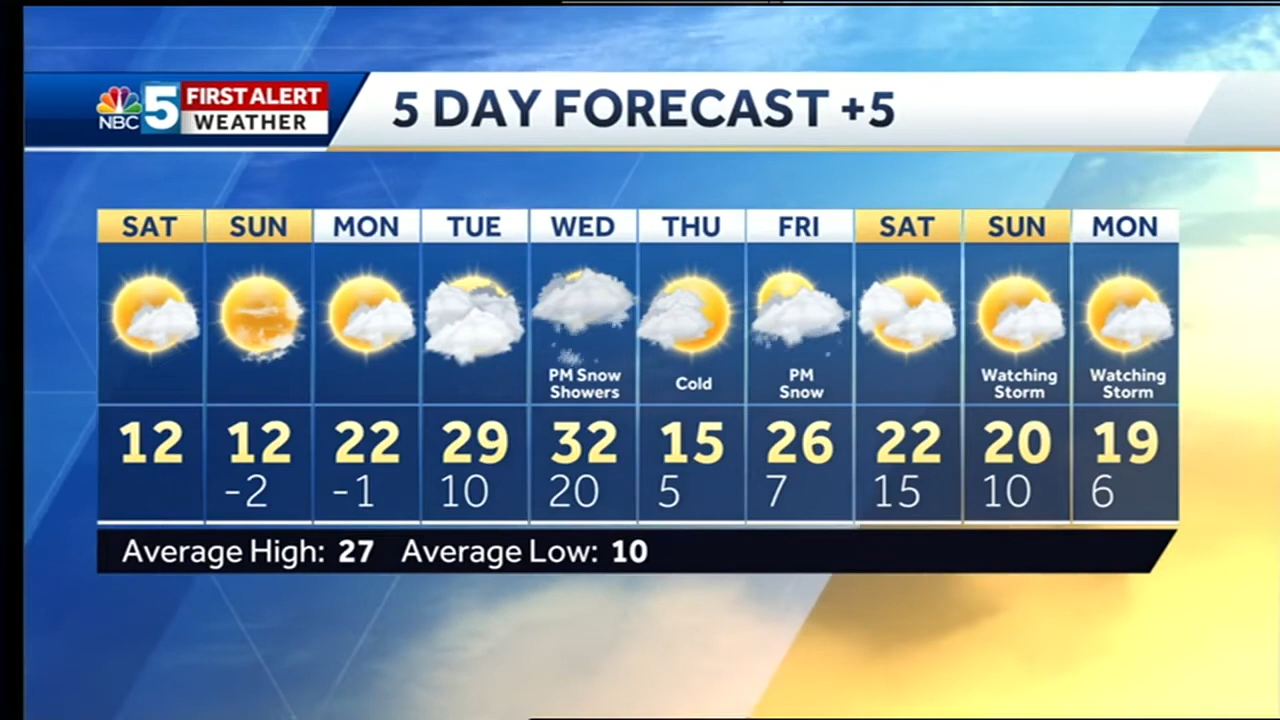 NBC 5 FIRST ALERT WEATHER
5 DAY FORECAST +5
SAT SUN MON TUE WED THU FRI SAT SUN MON
PM Snow Showers Cold PM Snow Watching Storm Watching Storm
12 12 22 29 32 15 26 22 20 19
-2 -1 10 20 5 7 15 10 6
Average High: 27 Average Low: 10